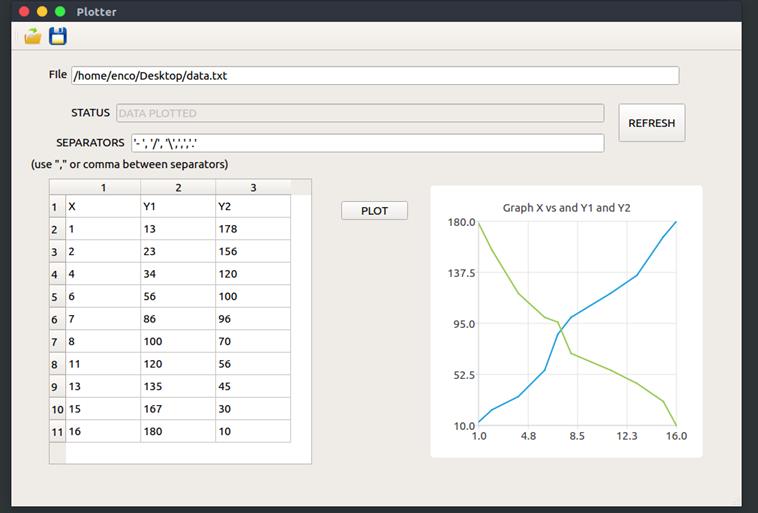 Plotter
FIle /home/enco/Desktop/data.txt
STATUS DATA PLOTTED
REFRESH
SEPARATORS '- ', '/', '\',',','.'
(use "," or comma between separators)
1 2 3
1 X Y1 Y2
2 1 13 178
3 2 23 156
4 4 34 120
5 6 56 100
6 7 86 96
7 8 100 70
8 11 120 56
9 13 135 45
10 15 167 30
11 16 180 10
PLOT
Graph X vs and Y1 and Y2
180.0
137.5
95.0
52.5
10.0
1.0 4.8 8.5 12.3 16.0